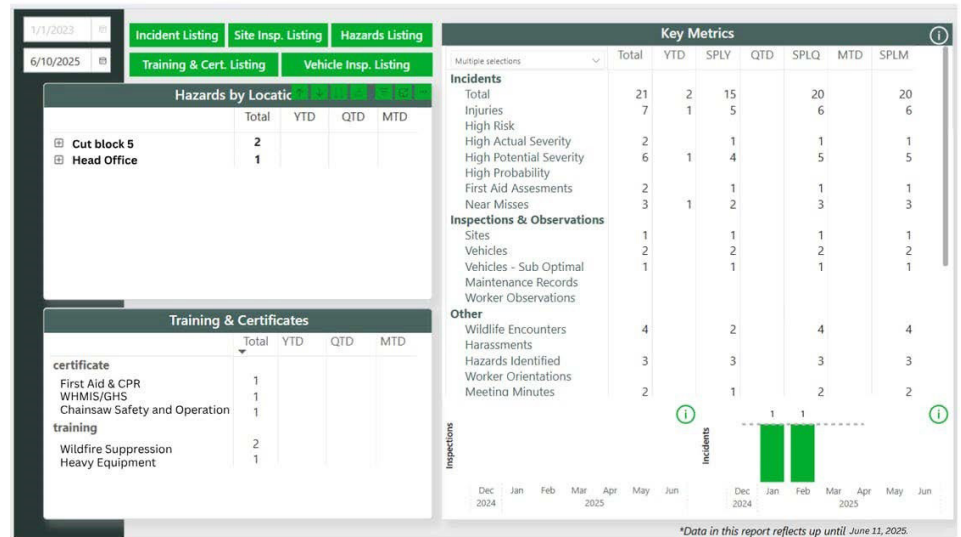 1/1/2023
6/10/2025
Incident Listing Site Insp. Listing Hazards Listing
Training & Cert. Listing Vehicle Insp. Listing
Hazards by Locatic
Total YTD QTD MTD
Cut block 5 2
Head Office 1
Training & Certificates
Total YTD QTD MTD
certificate
First Aid & CPR 1
WHMIS/GHS 1
Chainsaw Safety and Operation 1
training
Wildfire Suppression 2
Heavy Equipment 1
Key Metrics
Multiple selections Total YTD SPLY QTD SPLQ MTD SPLM
Incidents
Total 21 2 15 20 20
Injuries 7 1 5 6 6
High Risk
High Actual Severity 2 1 1 1
High Potential Severity 6 1 4 5 5
High Probability
First Aid Assesments 2 1 1 1
Near Misses 3 1 2 3 3
Inspections & Observations
Sites 1 1 1 1
Vehicles 2 2 2 2
Vehicles - Sub Optimal 1 1 1 1
Maintenance Records
Worker Observations
Other
Wildlife Encounters 4 2 4 4
Harassments
Hazards Identified 3 3 3 3
Worker Orientations
Meeting Minutes 2 1 2 2
Inspections
Dec Jan Feb Mar Apr May Jun
2024 2025
Incidents
1 1
Dec Jan Feb Mar Apr May Jun
2024 2025
*Data in this report reflects up until June 11, 2025.